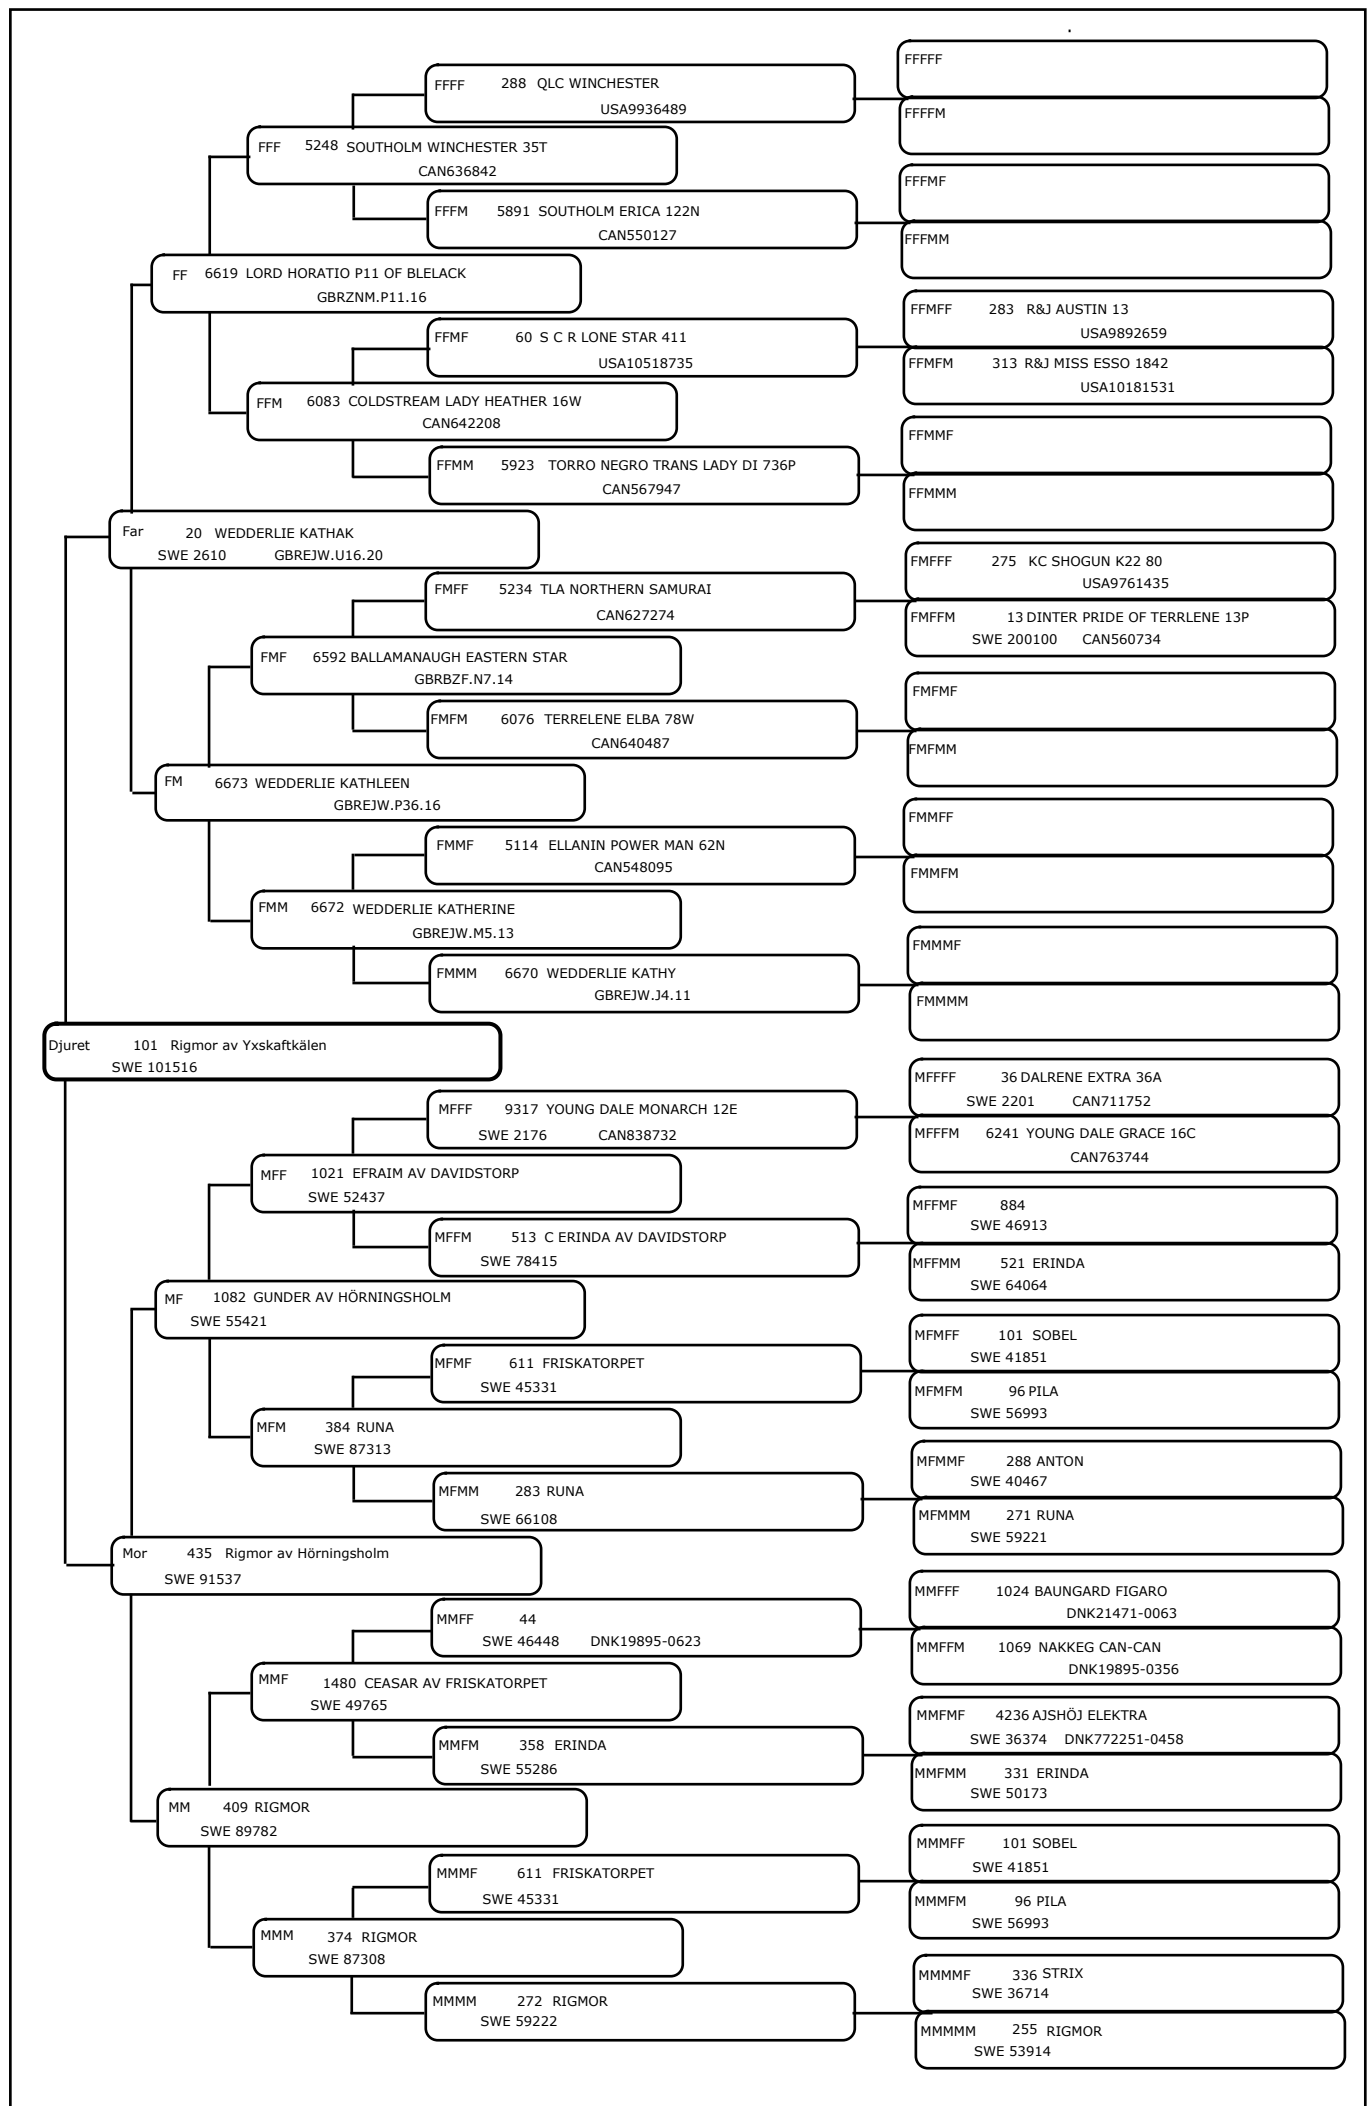 FFFFF
FFFF 288 QLC WINCHESTER
USA9936489
FFFFM
FFF 5248 SOUTHOLM WINCHESTER 35T
CAN636842
FFFMF
FFFM 5891 SOUTHOLM ERICA 122N
CAN550127
FFFMM
FF 6619 LORD HORATIO P11 OF BLELACK
GBRZNM.P11.16
FFMFF 283 R&J AUSTIN 13
USA9892659
FFMF 60 S C R LONE STAR 411
USA10518735
FFMFM 313 R&J MISS ESSO 1842
USA10181531
FFM 6083 COLDSTREAM LADY HEATHER 16W
CAN642208
FFMMF
FFMM 5923 TORRO NEGRO TRANS LADY DI 736P
CAN567947
FFMMM
Far 20 WEDDERLIE KATHAK
SWE 2610 GBREJW.U16.20
FMFFF 275 KC SHOGUN K22 80
USA9761435
FMFF 5234 TLA NORTHERN SAMURAI
CAN627274
FMFFM 13 DINTER PRIDE OF TERRLENE 13P
SWE 200100 CAN560734
FMF 6592 BALLAMANAUGH EASTERN STAR
GBRBZF.N7.14
FMFMF
FMFM 6076 TERRELENE ELBA 78W
CAN640487
FMFMM
FM 6673 WEDDERLIE KATHLEEN
GBREJW.P36.16
FMMFF
FMMF 5114 ELLANIN POWER MAN 62N
CAN548095
FMMFM
FMM 6672 WEDDERLIE KATHERINE
GBREJW.M5.13
FMMMF
FMMM 6670 WEDDERLIE KATHY
GBREJW.J4.11
FMMMM
Djuret 101 Rigmor av Yxskaftkälen
SWE 101516
MFFFF 36 DALRENE EXTRA 36A
SWE 2201 CAN711752
MFFF 9317 YOUNG DALE MONARCH 12E
SWE 2176 CAN838732
MFFFM 6241 YOUNG DALE GRACE 16C
CAN763744
MFF 1021 EFRAIM AV DAVIDSTORP
SWE 52437
MFFMF 884
SWE 46913
MFFM 513 C ERINDA AV DAVIDSTORP
SWE 78415
MFFMM 521 ERINDA
SWE 64064
MF 1082 GUNDER AV HÖRNINGSHOLM
SWE 55421
MFMFF 101 SOBEL
SWE 41851
MFMF 611 FRISKATORPET
SWE 45331
MFMFM 96 PILA
SWE 56993
MFM 384 RUNA
SWE 87313
MFMMF 288 ANTON
SWE 40467
MFMM 283 RUNA
SWE 66108
MFMMM 271 RUNA
SWE 59221
Mor 435 Rigmor av Hörningsholm
SWE 91537
MMFFF 1024 BAUNGARD FIGARO
DNK21471-0063
MMFF 44
SWE 46448 DNK19895-0623
MMFFM 1069 NAKKEG CAN-CAN
DNK19895-0356
MMF 1480 CEASAR AV FRISKATORPET
SWE 49765
MMFMF 4236 AJSHÖJ ELEKTRA
SWE 36374 DNK772251-0458
MMFM 358 ERINDA
SWE 55286
MMFMM 331 ERINDA
SWE 50173
MM 409 RIGMOR
SWE 89782
MMMFF 101 SOBEL
SWE 41851
MMMF 611 FRISKATORPET
SWE 45331
MMMFM 96 PILA
SWE 56993
MMM 374 RIGMOR
SWE 87308
MMMMF 336 STRIX
SWE 36714
MMMM 272 RIGMOR
SWE 59222
MMMMM 255 RIGMOR
SWE 53914